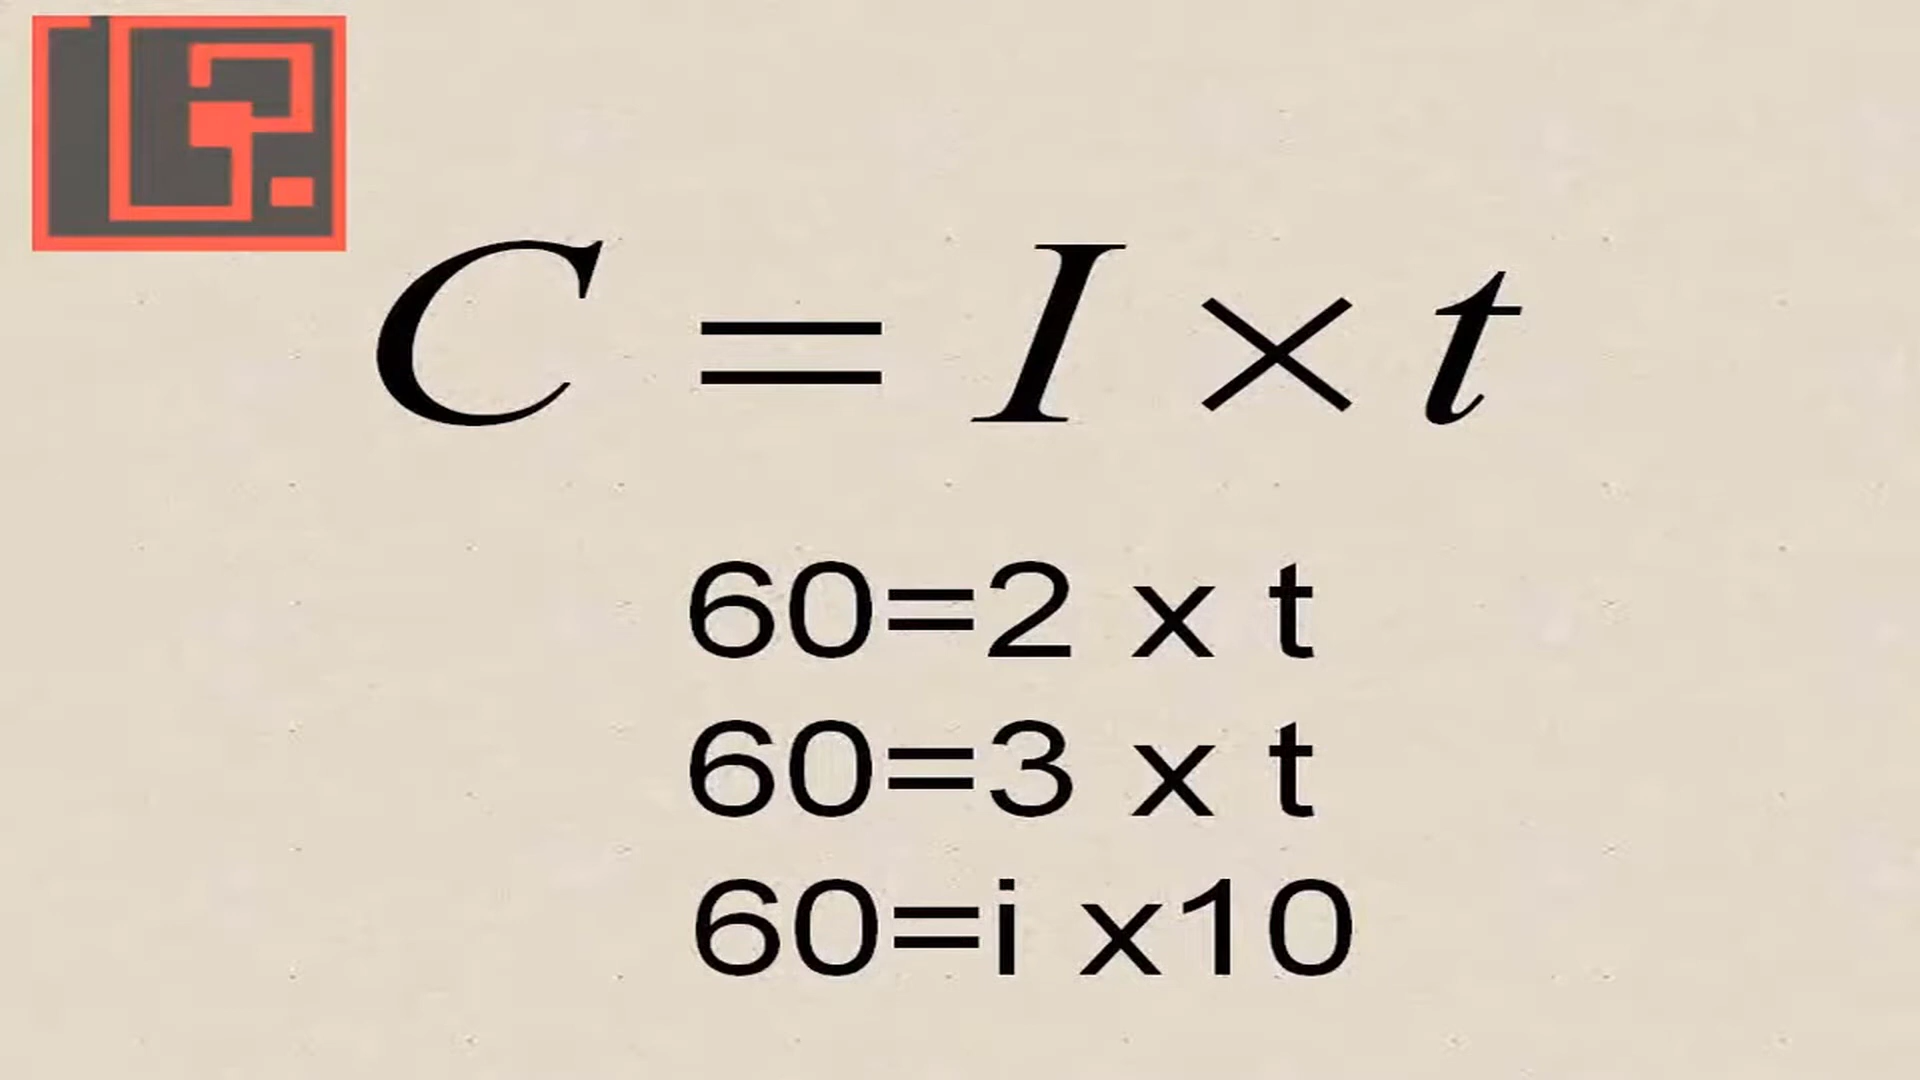 C = I × t
60=2 x t
60=3 x t
60=i x10